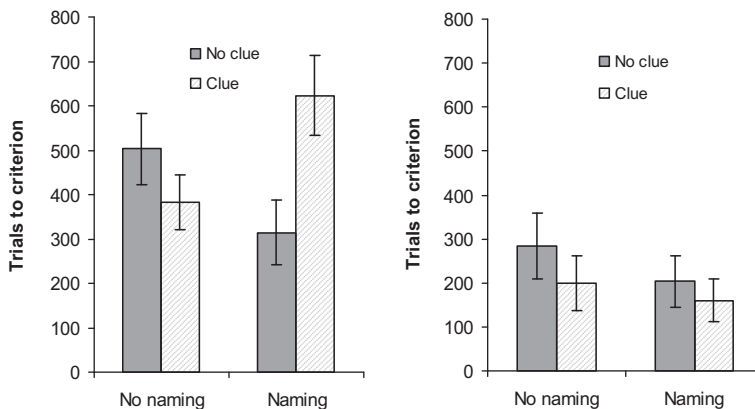 800
700
600
500
400
300
200
100
0
Trials to criterion
No clue
Clue
No naming
Naming
800
700
600
500
400
300
200
100
0
Trials to criterion
No clue
Clue
No naming
Naming